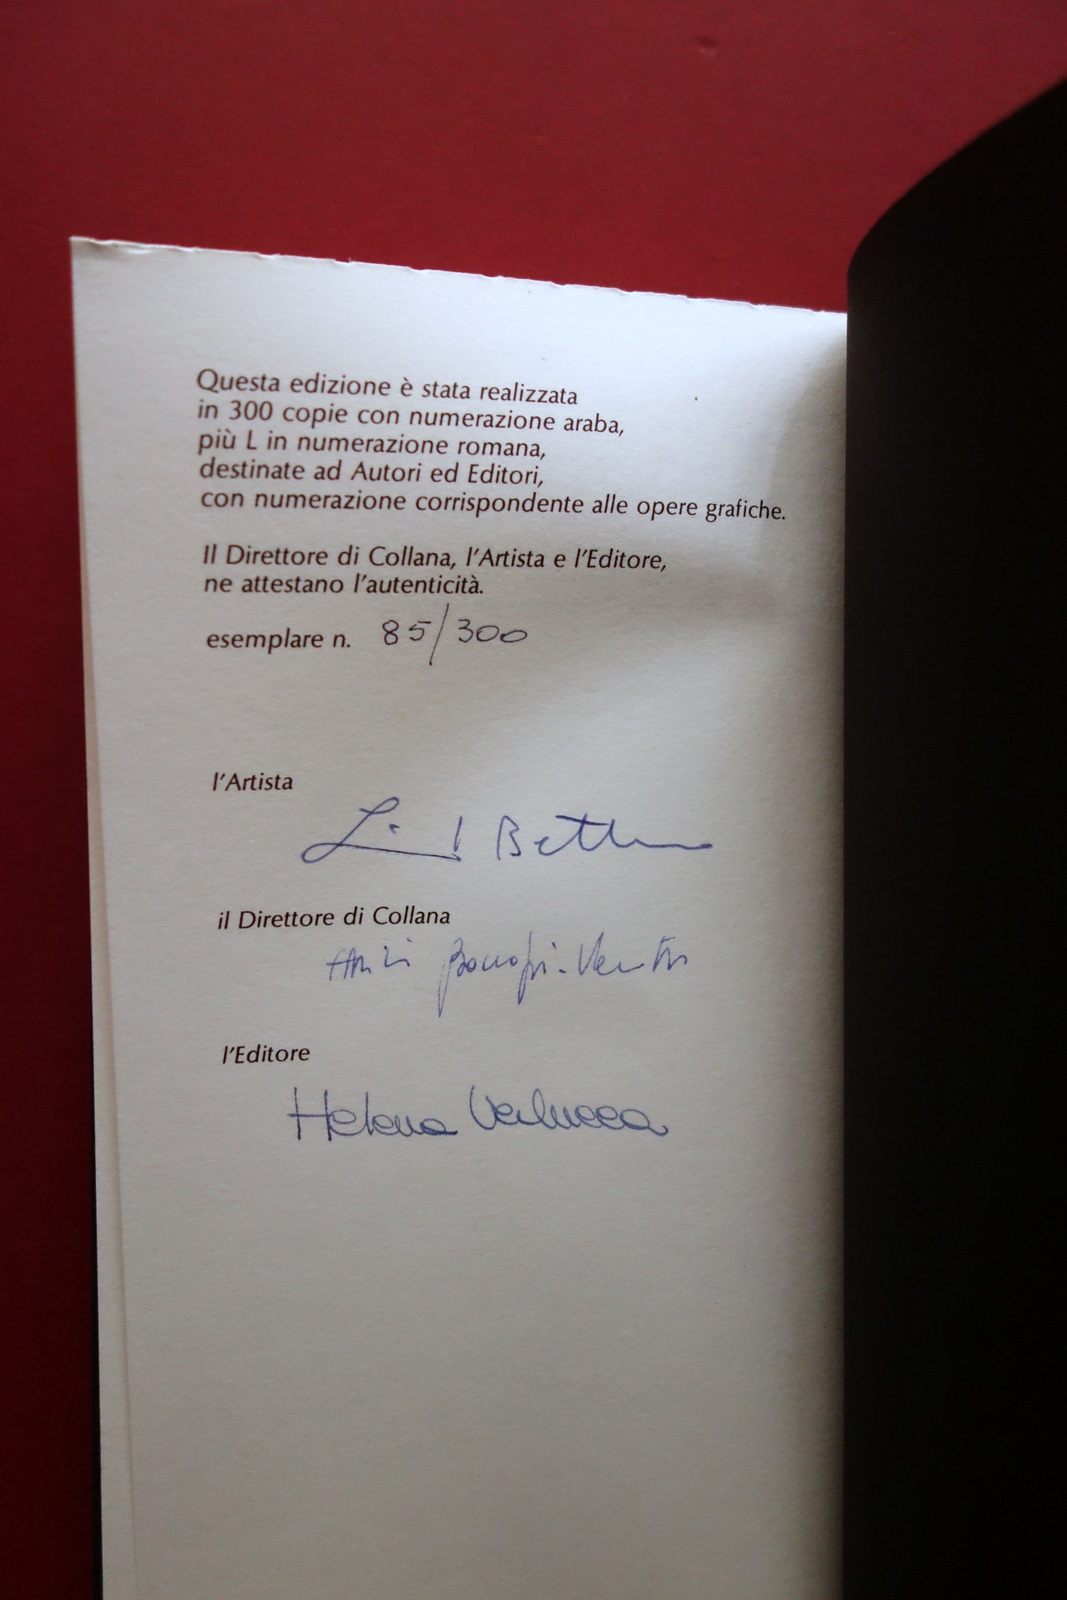 Questa edizione è stata realizzata
in 300 copie con numerazione araba,
più L in numerazione romana,
destinate ad Autori ed Editori,
con numerazione corrispondente alle opere grafiche.
Il Direttore di Collana, l'Artista e l'Editore,
ne attestano l'autenticità.
esemplare n. 85/300
l'Artista
il Direttore di Collana
l'Editore
Helena Verlucca